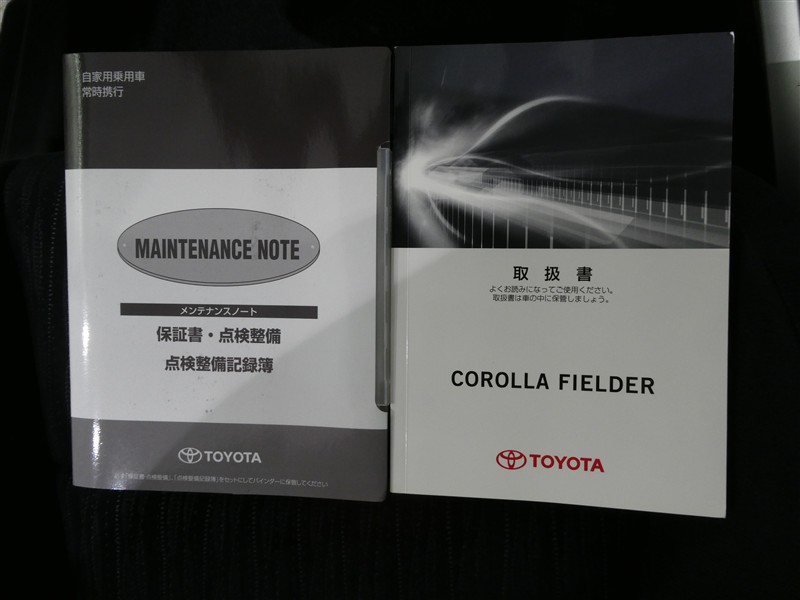 自家用乗用車
常時携行
MAINTENANCE NOTE
メンテナンスノート
保証書・点検整備
点検整備記録簿
TOYOTA
取扱書
よくお読みになってご使用ください。
取扱書は車の中に保管しましょう。
COROLLA FIELDER
TOYOTA